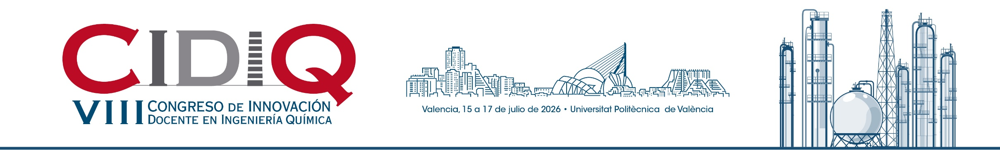 CIDIQ
VIII CONGRESO DE INNOVACIÓN
DOCENTE EN INGENIERÍA QUÍMICA
Valencia, 15 a 17 de julio de 2026 • Universitat Politècnica de València